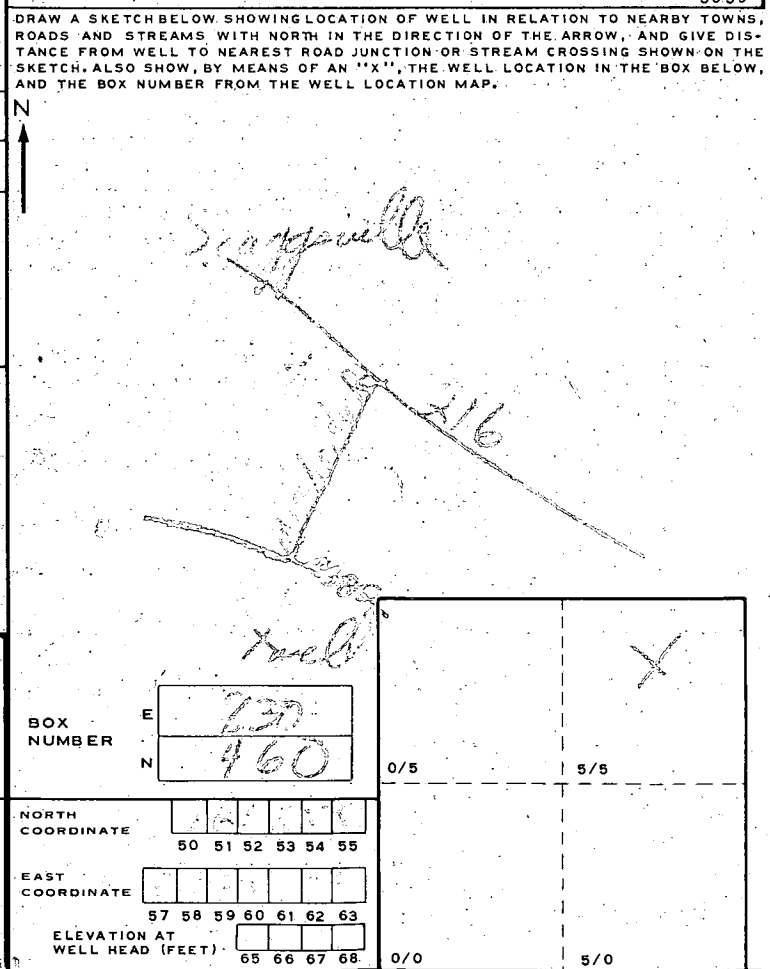 DRAW A SKETCH BELOW SHOWING LOCATION OF WELL IN RELATION TO NEARBY TOWNS,
ROADS AND STREAMS WITH NORTH IN THE DIRECTION OF THE ARROW, AND GIVE DIS-
TANCE FROM WELL TO NEAREST ROAD JUNCTION OR STREAM CROSSING SHOWN ON THE
SKETCH. ALSO SHOW, BY MEANS OF AN "X", THE WELL LOCATION IN THE BOX BELOW,
AND THE BOX NUMBER FROM THE WELL LOCATION MAP.
N
Scaggsville
216
well
X
BOX
NUMBER
E
N 460
0/5 5/5
NORTH
COORDINATE
50 51 52 53 54 55
EAST
COORDINATE
57 58 59 60 61 62 63
ELEVATION AT
WELL HEAD (FEET)
65 66 67 68
0/0 5/0